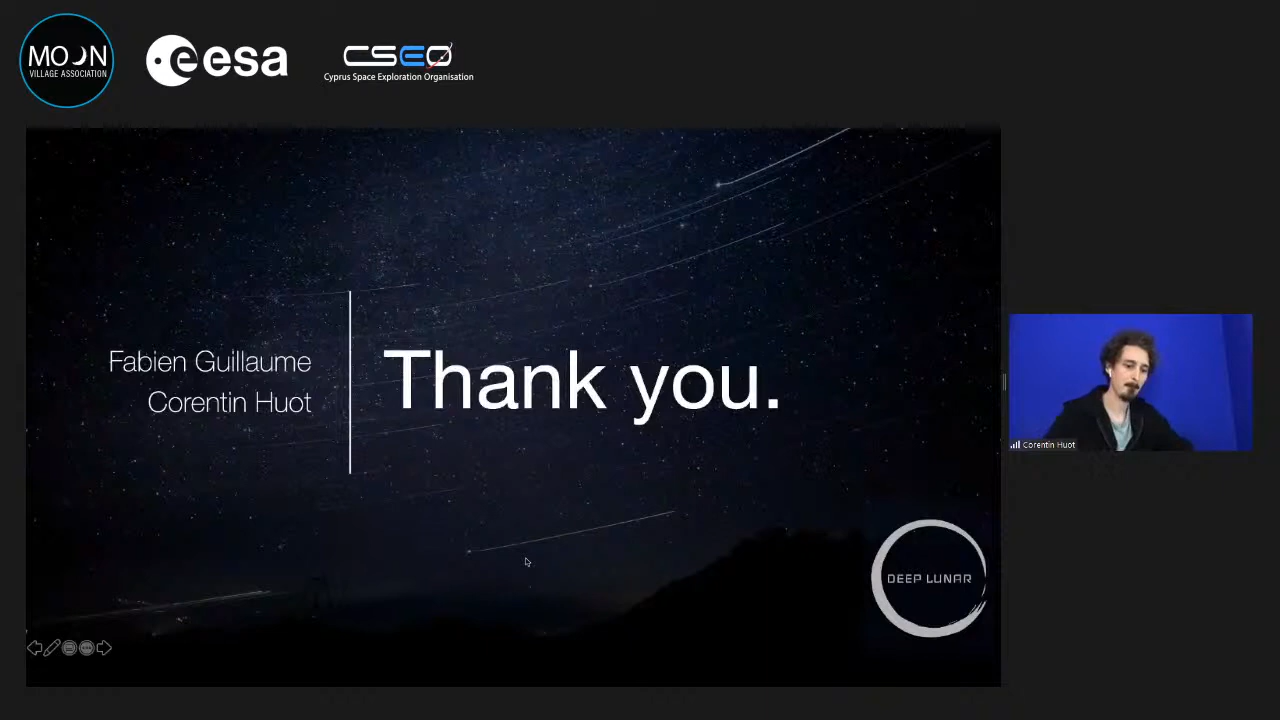 MOON
VILLAGE ASSOCIATION
esa
CSEO
Cyprus Space Exploration Organisation
Fabien Guillaume
Corentin Huot
Thank you.
DEEP LUNAR
Corentin Huot